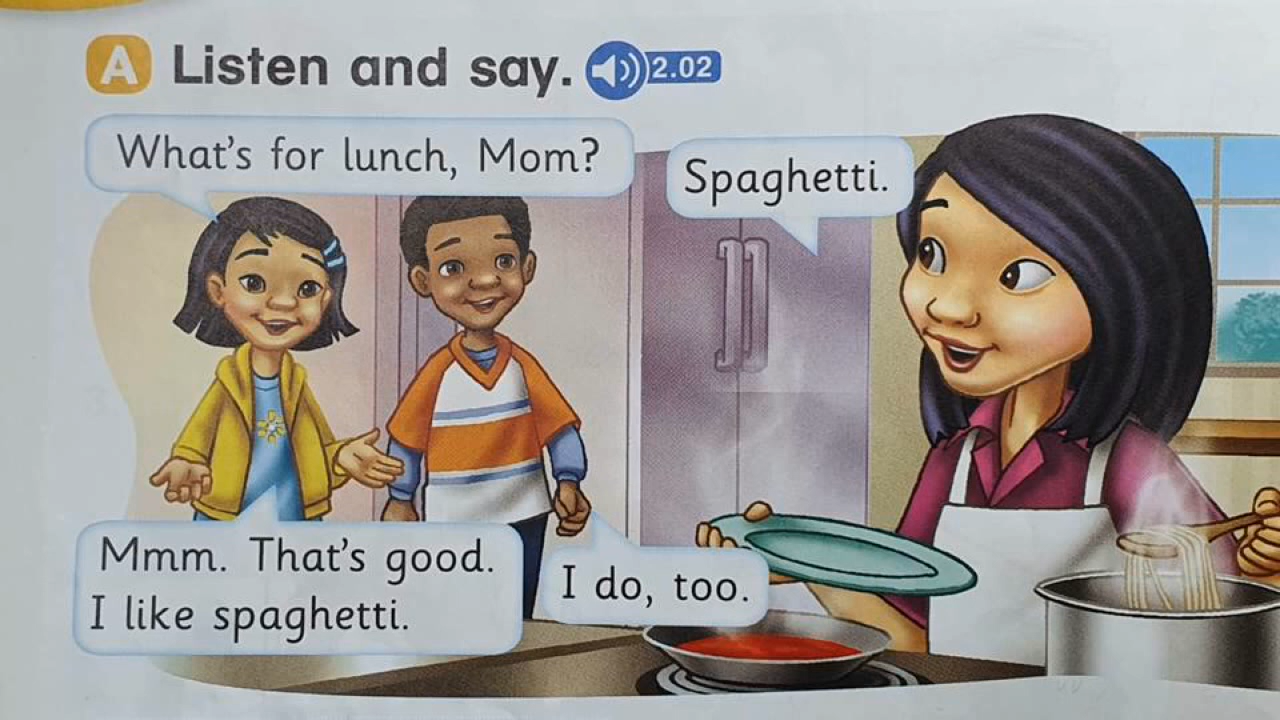 A Listen and say. 2.02
What's for lunch, Mom?
Spaghetti.
Mmm. That's good.
I like spaghetti.
I do, too.